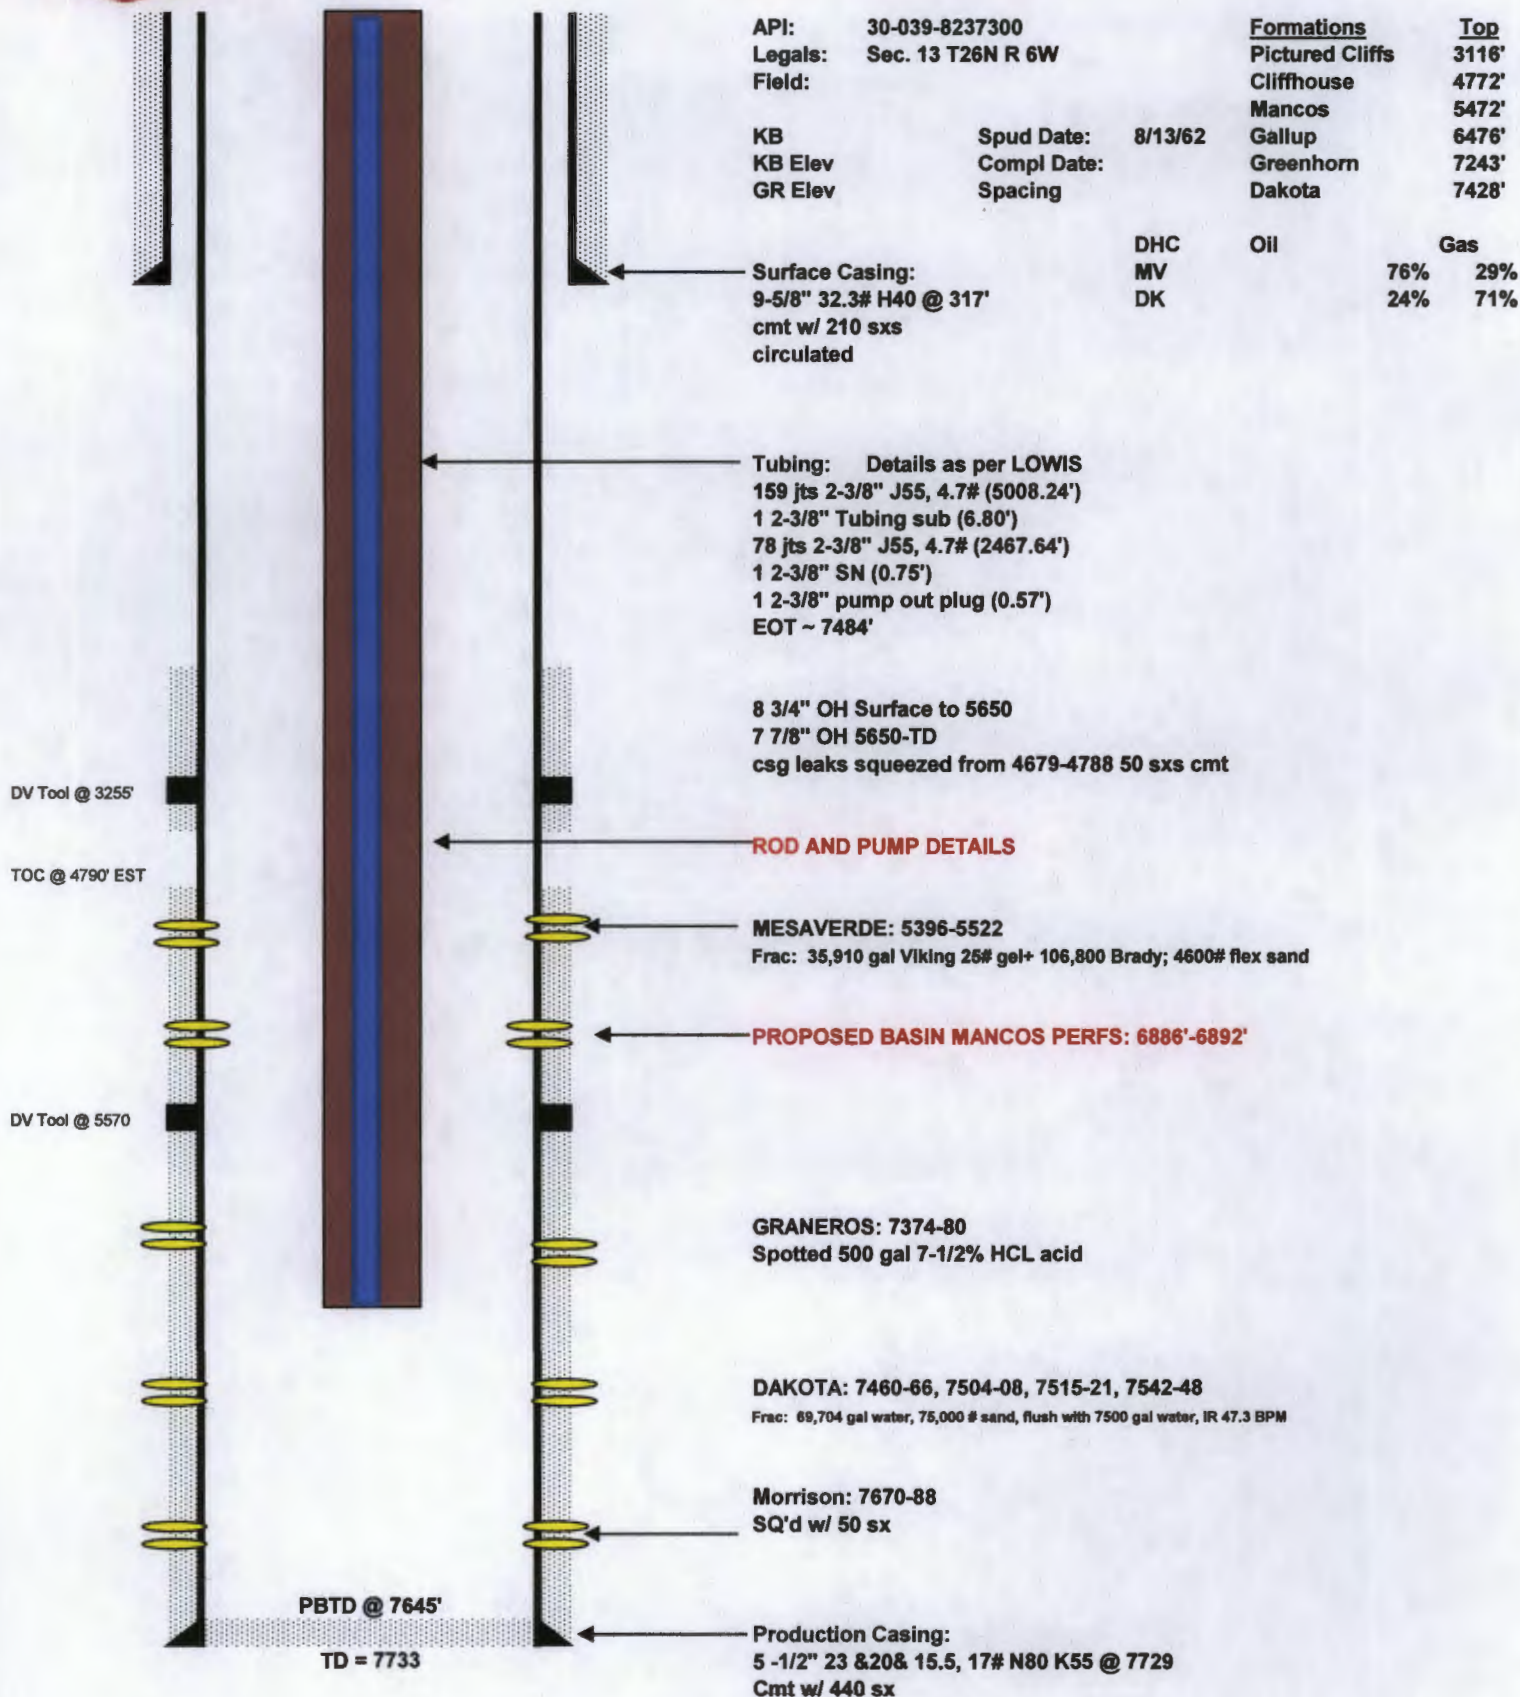 API: 30-039-8237300
Legals: Sec. 13 T26N R 6W
Field:
KB Spud Date: 8/13/62
KB Elev Compl Date:
GR Elev Spacing
Formations Top
Pictured Cliffs 3116'
Cliffhouse 4772'
Mancos 5472'
Gallup 6476'
Greenhorn 7243'
Dakota 7428'
DHC Oil Gas
MV 76% 29%
DK 24% 71%
Surface Casing:
9-5/8" 32.3# H40 @ 317'
cmt w/ 210 sxs
circulated
Tubing: Details as per LOWIS
159 jts 2-3/8" J55, 4.7# (5008.24')
1 2-3/8" Tubing sub (6.80')
78 jts 2-3/8" J55, 4.7# (2467.64')
1 2-3/8" SN (0.75')
1 2-3/8" pump out plug (0.57')
EOT ~ 7484'
8 3/4" OH Surface to 5650
7 7/8" OH 5650-TD
csg leaks squeezed from 4679-4788 50 sxs cmt
DV Tool @ 3255'
ROD AND PUMP DETAILS
TOC @ 4790' EST
MESAVERDE: 5396-5522
Frac: 35,910 gal Viking 25# gel+ 106,800 Brady; 4600# flex sand
PROPOSED BASIN MANCOS PERFS: 6886'-6892'
DV Tool @ 5570
GRANEROS: 7374-80
Spotted 500 gal 7-1/2% HCL acid
DAKOTA: 7460-66, 7504-08, 7515-21, 7542-48
Frac: 69,704 gal water, 75,000 # sand, flush with 7500 gal water, IR 47.3 BPM
Morrison: 7670-88
SQ'd w/ 50 sx
PBTD @ 7645'
TD = 7733
Production Casing:
5 -1/2" 23 &20& 15.5, 17# N80 K55 @ 7729
Cmt w/ 440 sx